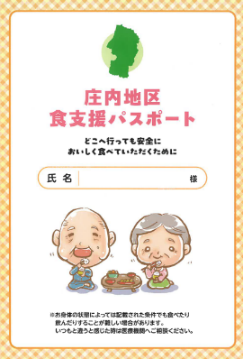 庄内地区
食支援パスポート
どこへ行っても安全に
おいしく食べていただくために
氏 名 様
※お身体の状態によっては記載された条件でも食べたり
飲んだりすることが難しい場合があります。
いつもと違うと感じた時は医療機関へご相談ください。